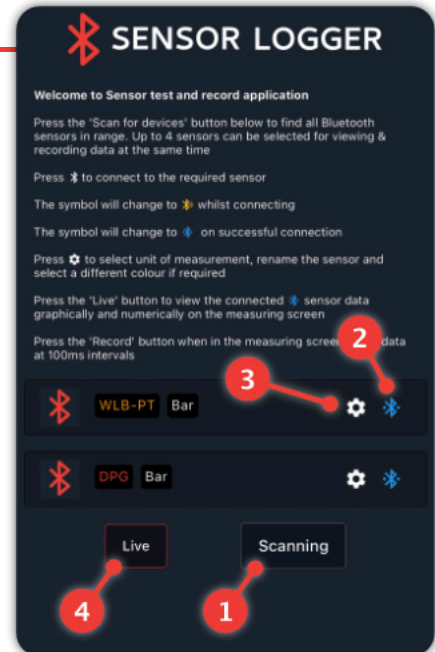 SENSOR LOGGER
Welcome to Sensor test and record application
Press the 'Scan for devices' button below to find all Bluetooth
sensors in range. Up to 4 sensors can be selected for viewing &
recording data at the same time
Press to connect to the required sensor
The symbol will change to whilst connecting
The symbol will change to on successful connection
Press to select unit of measurement, rename the sensor and
select a different colour if required
Press the 'Live' button to view the connected sensor data
graphically and numerically on the measuring screen
Press the 'Record' button when in the measuring screen data
at 100ms intervals
2
3
WLB-PT Bar
DPG Bar
Live Scanning
4 1